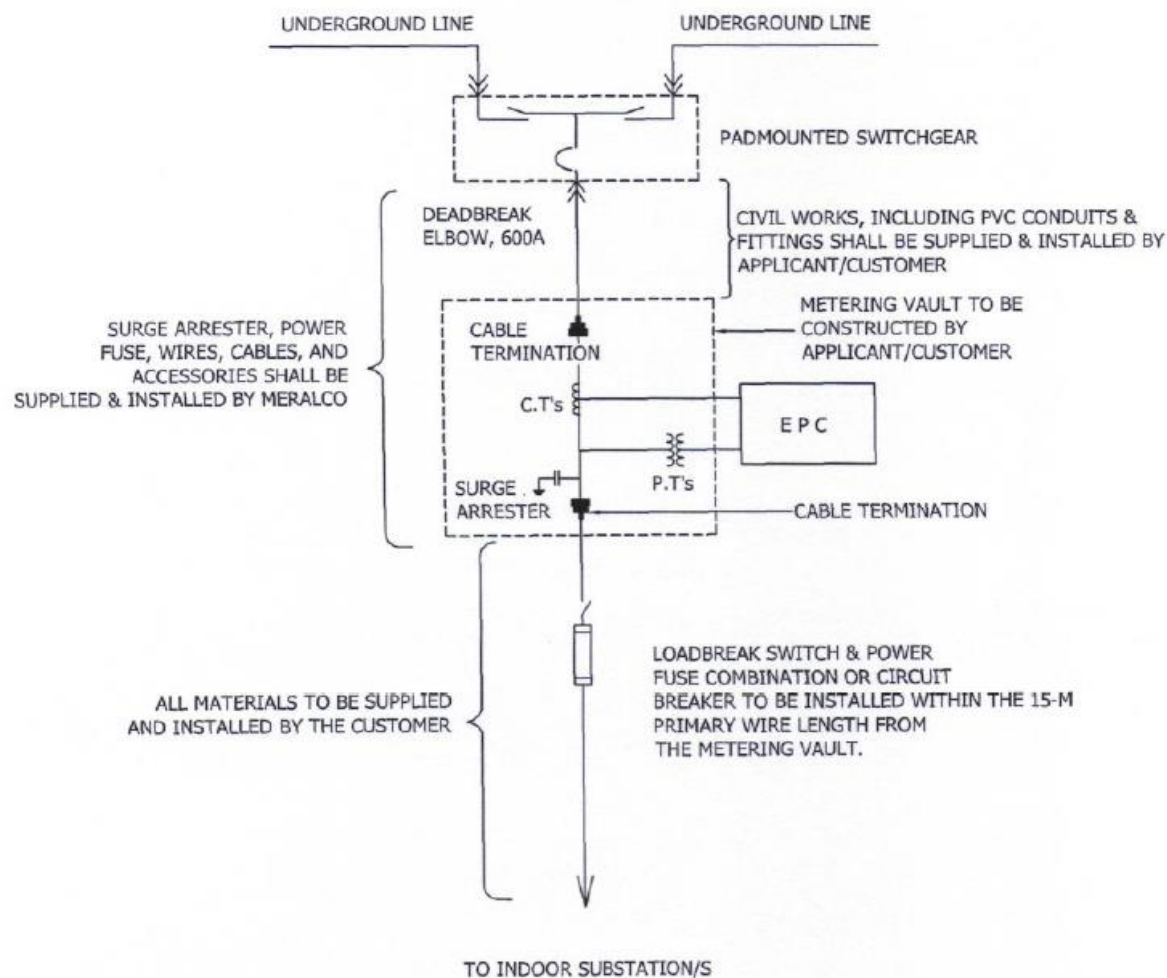 UNDERGROUND LINE
UNDERGROUND LINE
PADMOUNTED SWITCHGEAR
DEADBREAK
ELBOW, 600A
CIVIL WORKS, INCLUDING PVC CONDUITS &
FITTINGS SHALL BE SUPPLIED & INSTALLED BY
APPLICANT/CUSTOMER
SURGE ARRESTER, POWER
FUSE, WIRES, CABLES, AND
ACCESSORIES SHALL BE
SUPPLIED & INSTALLED BY MERALCO
CABLE
TERMINATION
METERING VAULT TO BE
CONSTRUCTED BY
APPLICANT/CUSTOMER
C.T's
E P C
P.T's
SURGE
ARRESTER
CABLE TERMINATION
ALL MATERIALS TO BE SUPPLIED
AND INSTALLED BY THE CUSTOMER
LOADBREAK SWITCH & POWER
FUSE COMBINATION OR CIRCUIT
BREAKER TO BE INSTALLED WITHIN THE 15-M
PRIMARY WIRE LENGTH FROM
THE METERING VAULT.
TO INDOOR SUBSTATION/S